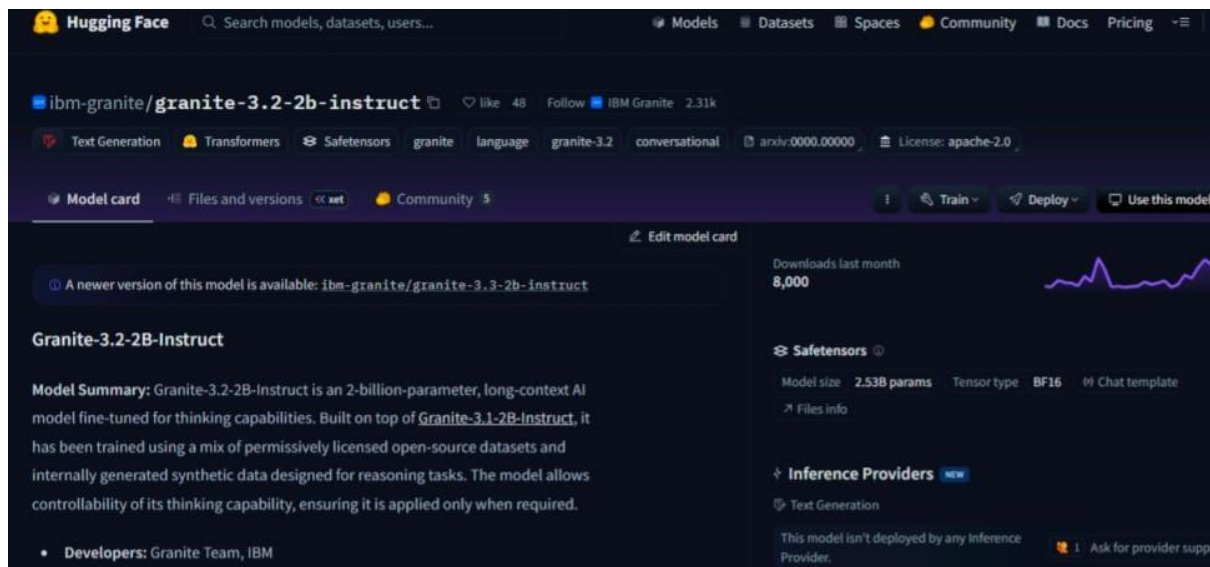 Hugging Face Search models, datasets, users... Models Datasets Spaces Community Docs Pricing
ibm-granite/granite-3.2-2b-instruct like 48 Follow IBM Granite 2.31k
Text Generation Transformers Safetensors granite language granite-3.2 conversational arxiv:0000.00000 License: apache-2.0
Model card Files and versions xet Community 5 Train Deploy Use this model
Edit model card
A newer version of this model is available: ibm-granite/granite-3.3-2b-instruct
Granite-3.2-2B-Instruct
Model Summary: Granite-3.2-2B-Instruct is an 2-billion-parameter, long-context AI
model fine-tuned for thinking capabilities. Built on top of Granite-3.1-2B-Instruct, it
has been trained using a mix of permissively licensed open-source datasets and
internally generated synthetic data designed for reasoning tasks. The model allows
controllability of its thinking capability, ensuring it is applied only when required.
• Developers: Granite Team, IBM
Downloads last month
8,000
Safetensors
Model size 2.53B params Tensor type BF16 Chat template
Files info
Inference Providers NEW
Text Generation
This model isn't deployed by any Inference
Provider.
1 Ask for provider supp